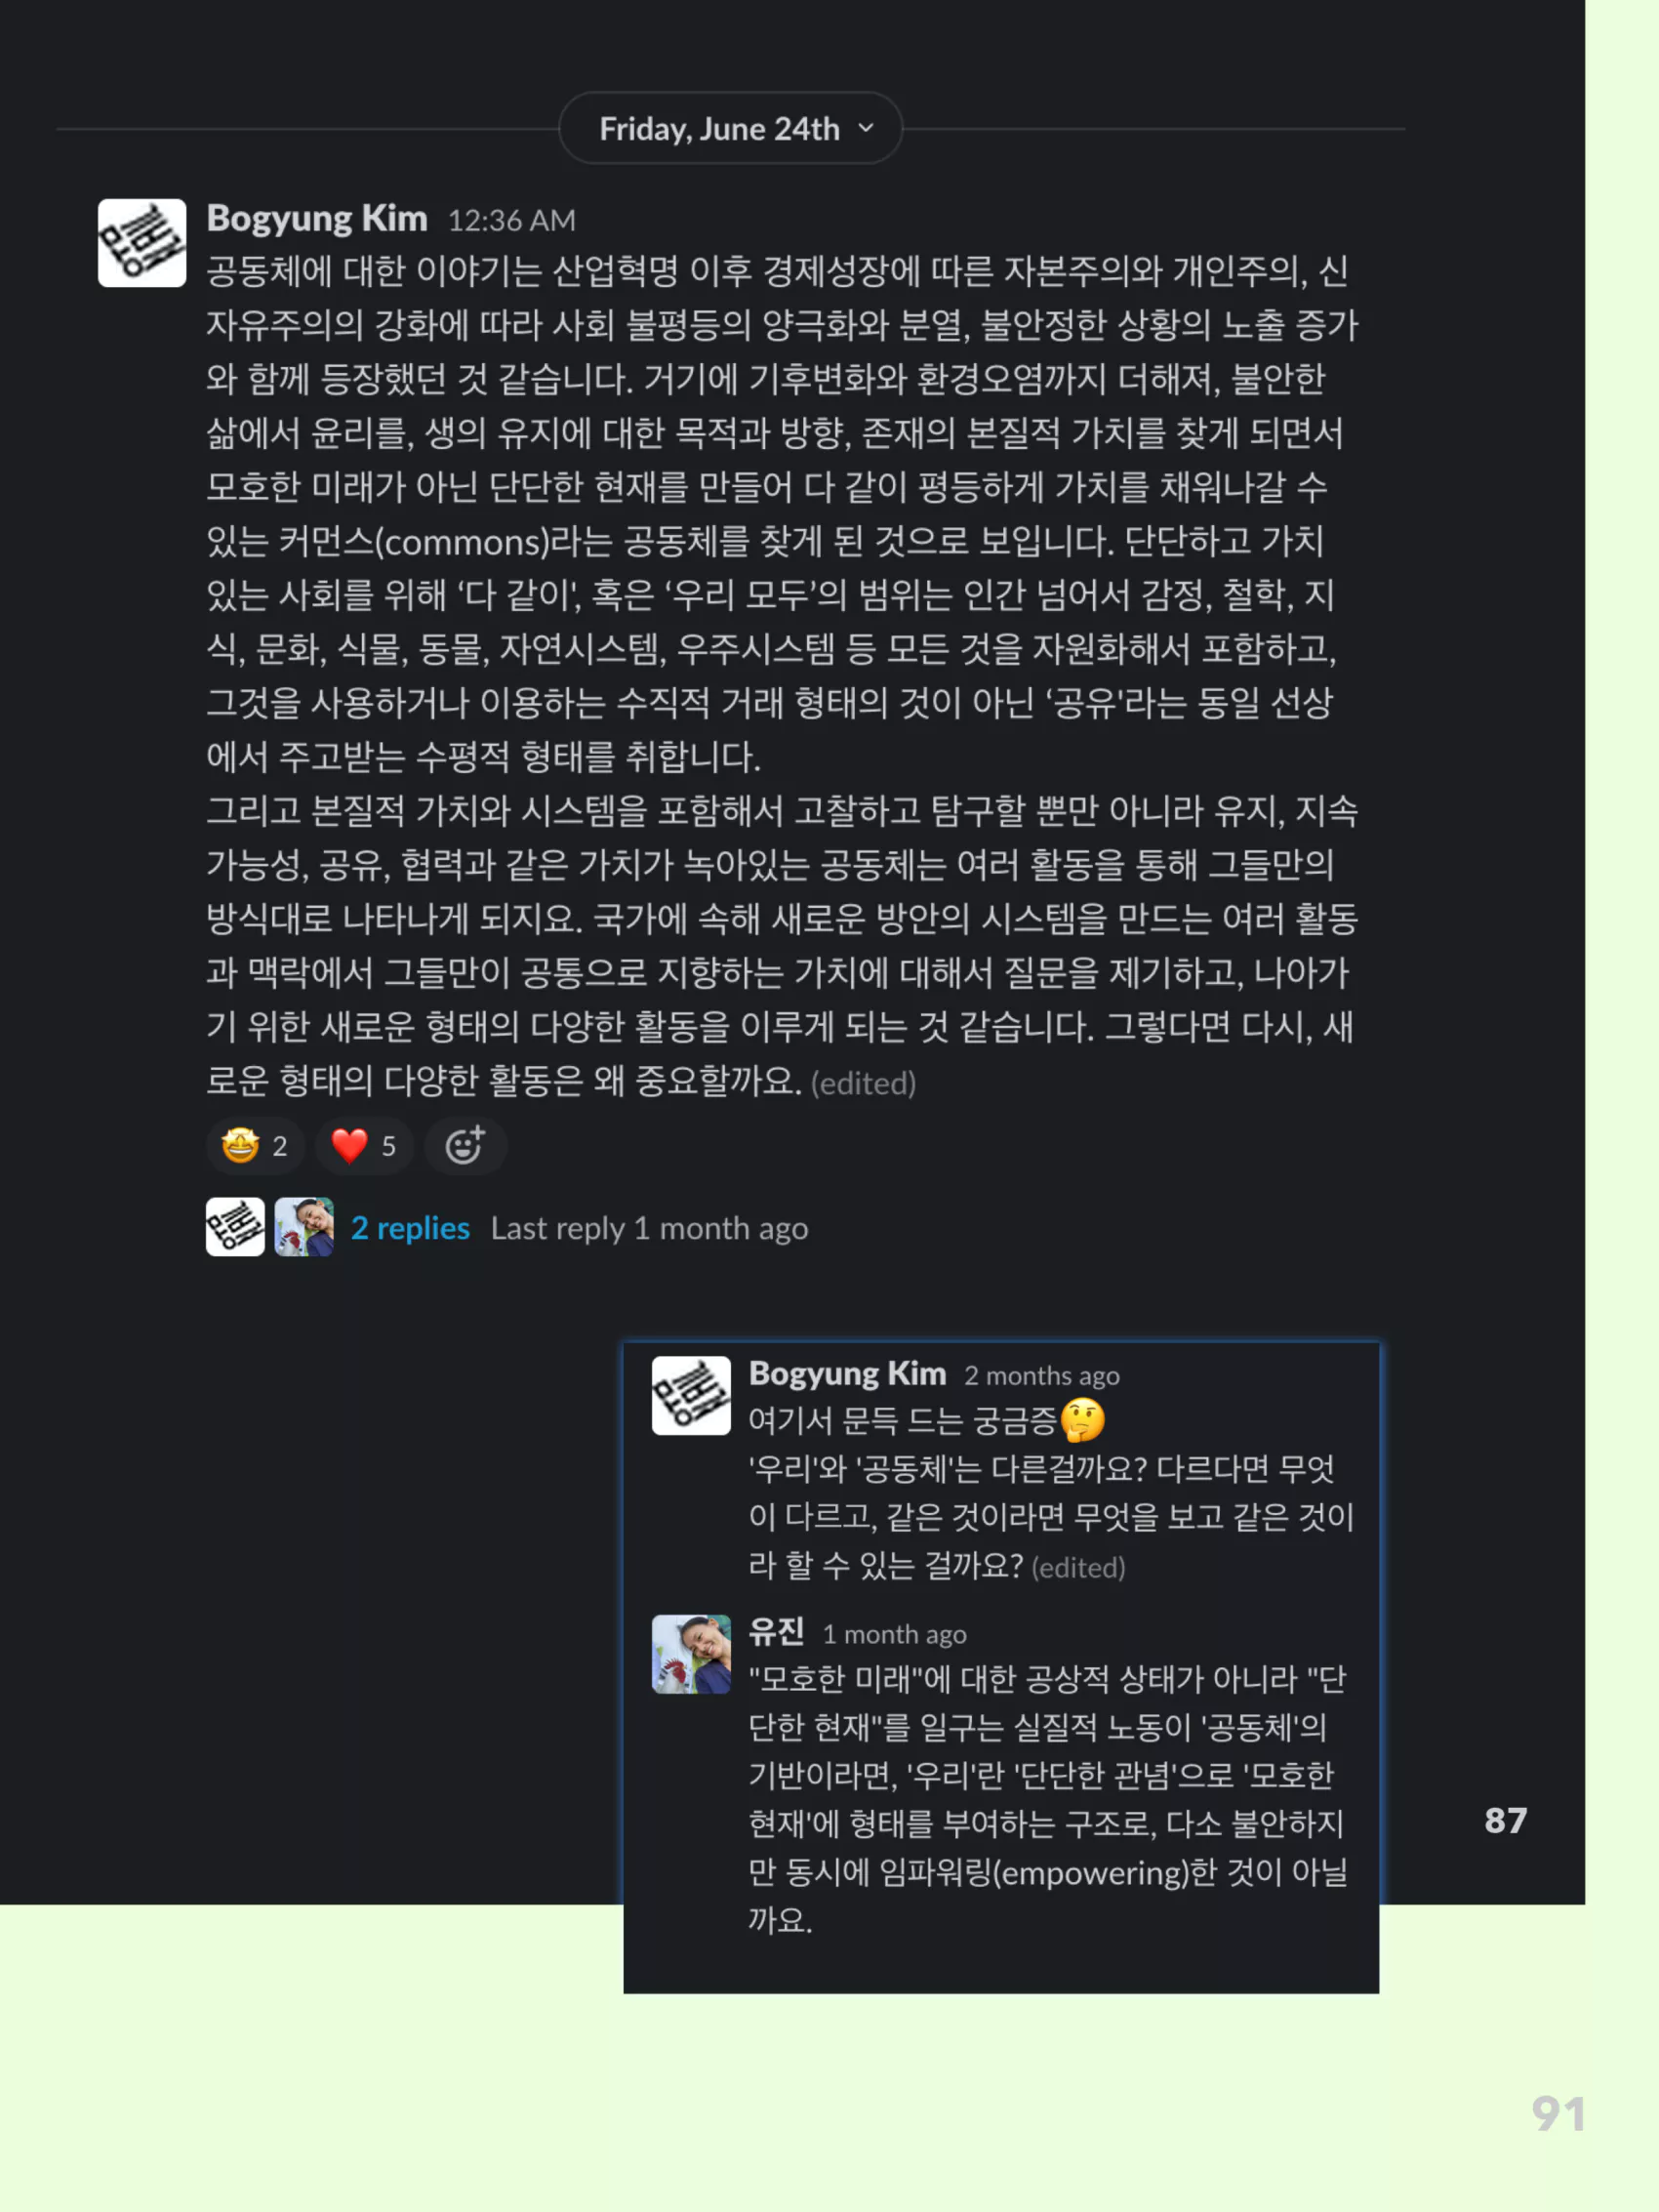 Friday, June 24th
Bogyung Kim 12:36 AM
공동체에 대한 이야기는 산업혁명 이후 경제성장에 따른 자본주의와 개인주의, 신
자유주의의 강화에 따라 사회 불평등의 양극화와 분열, 불안정한 상황의 노출 증가
와 함께 등장했던 것 같습니다. 거기에 기후변화와 환경오염까지 더해져, 불안한
삶에서 윤리를, 생의 유지에 대한 목적과 방향, 존재의 본질적 가치를 찾게 되면서
모호한 미래가 아닌 단단한 현재를 만들어 다 같이 평등하게 가치를 채워나갈 수
있는 커먼스(commons)라는 공동체를 찾게 된 것으로 보입니다. 단단하고 가치
있는 사회를 위해 ‘다 같이', 혹은 ‘우리 모두’의 범위는 인간 넘어서 감정, 철학, 지
식, 문화, 식물, 동물, 자연시스템, 우주시스템 등 모든 것을 자원화해서 포함하고,
그것을 사용하거나 이용하는 수직적 거래 형태의 것이 아닌 ‘공유'라는 동일 선상
에서 주고받는 수평적 형태를 취합니다.
그리고 본질적 가치와 시스템을 포함해서 고찰하고 탐구할 뿐만 아니라 유지, 지속
가능성, 공유, 협력과 같은 가치가 녹아있는 공동체는 여러 활동을 통해 그들만의
방식대로 나타나게 되지요. 국가에 속해 새로운 방안의 시스템을 만드는 여러 활동
과 맥락에서 그들만이 공통으로 지향하는 가치에 대해서 질문을 제기하고, 나아가
기 위한 새로운 형태의 다양한 활동을 이루게 되는 것 같습니다. 그렇다면 다시, 새
로운 형태의 다양한 활동은 왜 중요할까요. (edited)
2 5
2 replies Last reply 1 month ago
Bogyung Kim 2 months ago
여기서 문득 드는 궁금증
'우리'와 '공동체'는 다른걸까요? 다르다면 무엇
이 다르고, 같은 것이라면 무엇을 보고 같은 것이
라 할 수 있는 걸까요? (edited)
유진 1 month ago
"모호한 미래"에 대한 공상적 상태가 아니라 "단
단한 현재"를 일구는 실질적 노동이 '공동체'의
기반이라면, '우리'란 '단단한 관념'으로 '모호한
현재'에 형태를 부여하는 구조로, 다소 불안하지
만 동시에 임파워링(empowering)한 것이 아닐
까요.
87
91